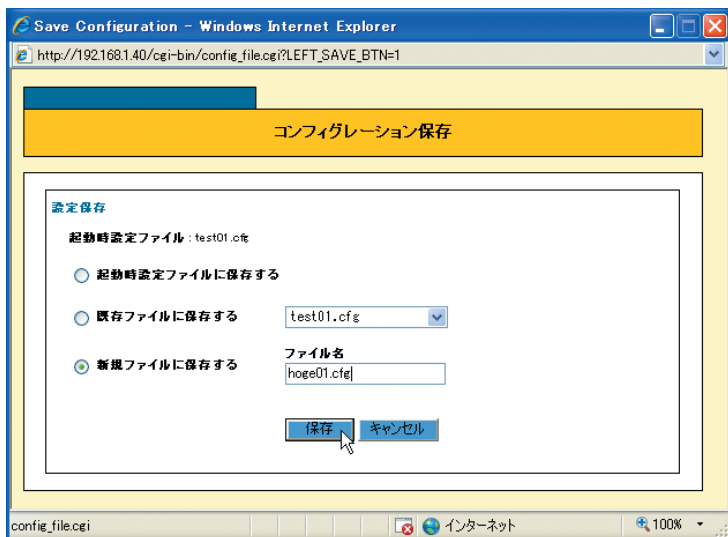 Save Configuration - Windows Internet Explorer
http://192.168.1.40/cgi-bin/config_file.cgi?LEFT_SAVE_BTN=1
コンフィグレーション保存
設定保存
起動時設定ファイル : test01.cfg
起動時設定ファイルに保存する
既存ファイルに保存する test01.cfg
ファイル名
新規ファイルに保存する hoge01.cfg
保存 キャンセル
config_file.cgi インターネット 100%